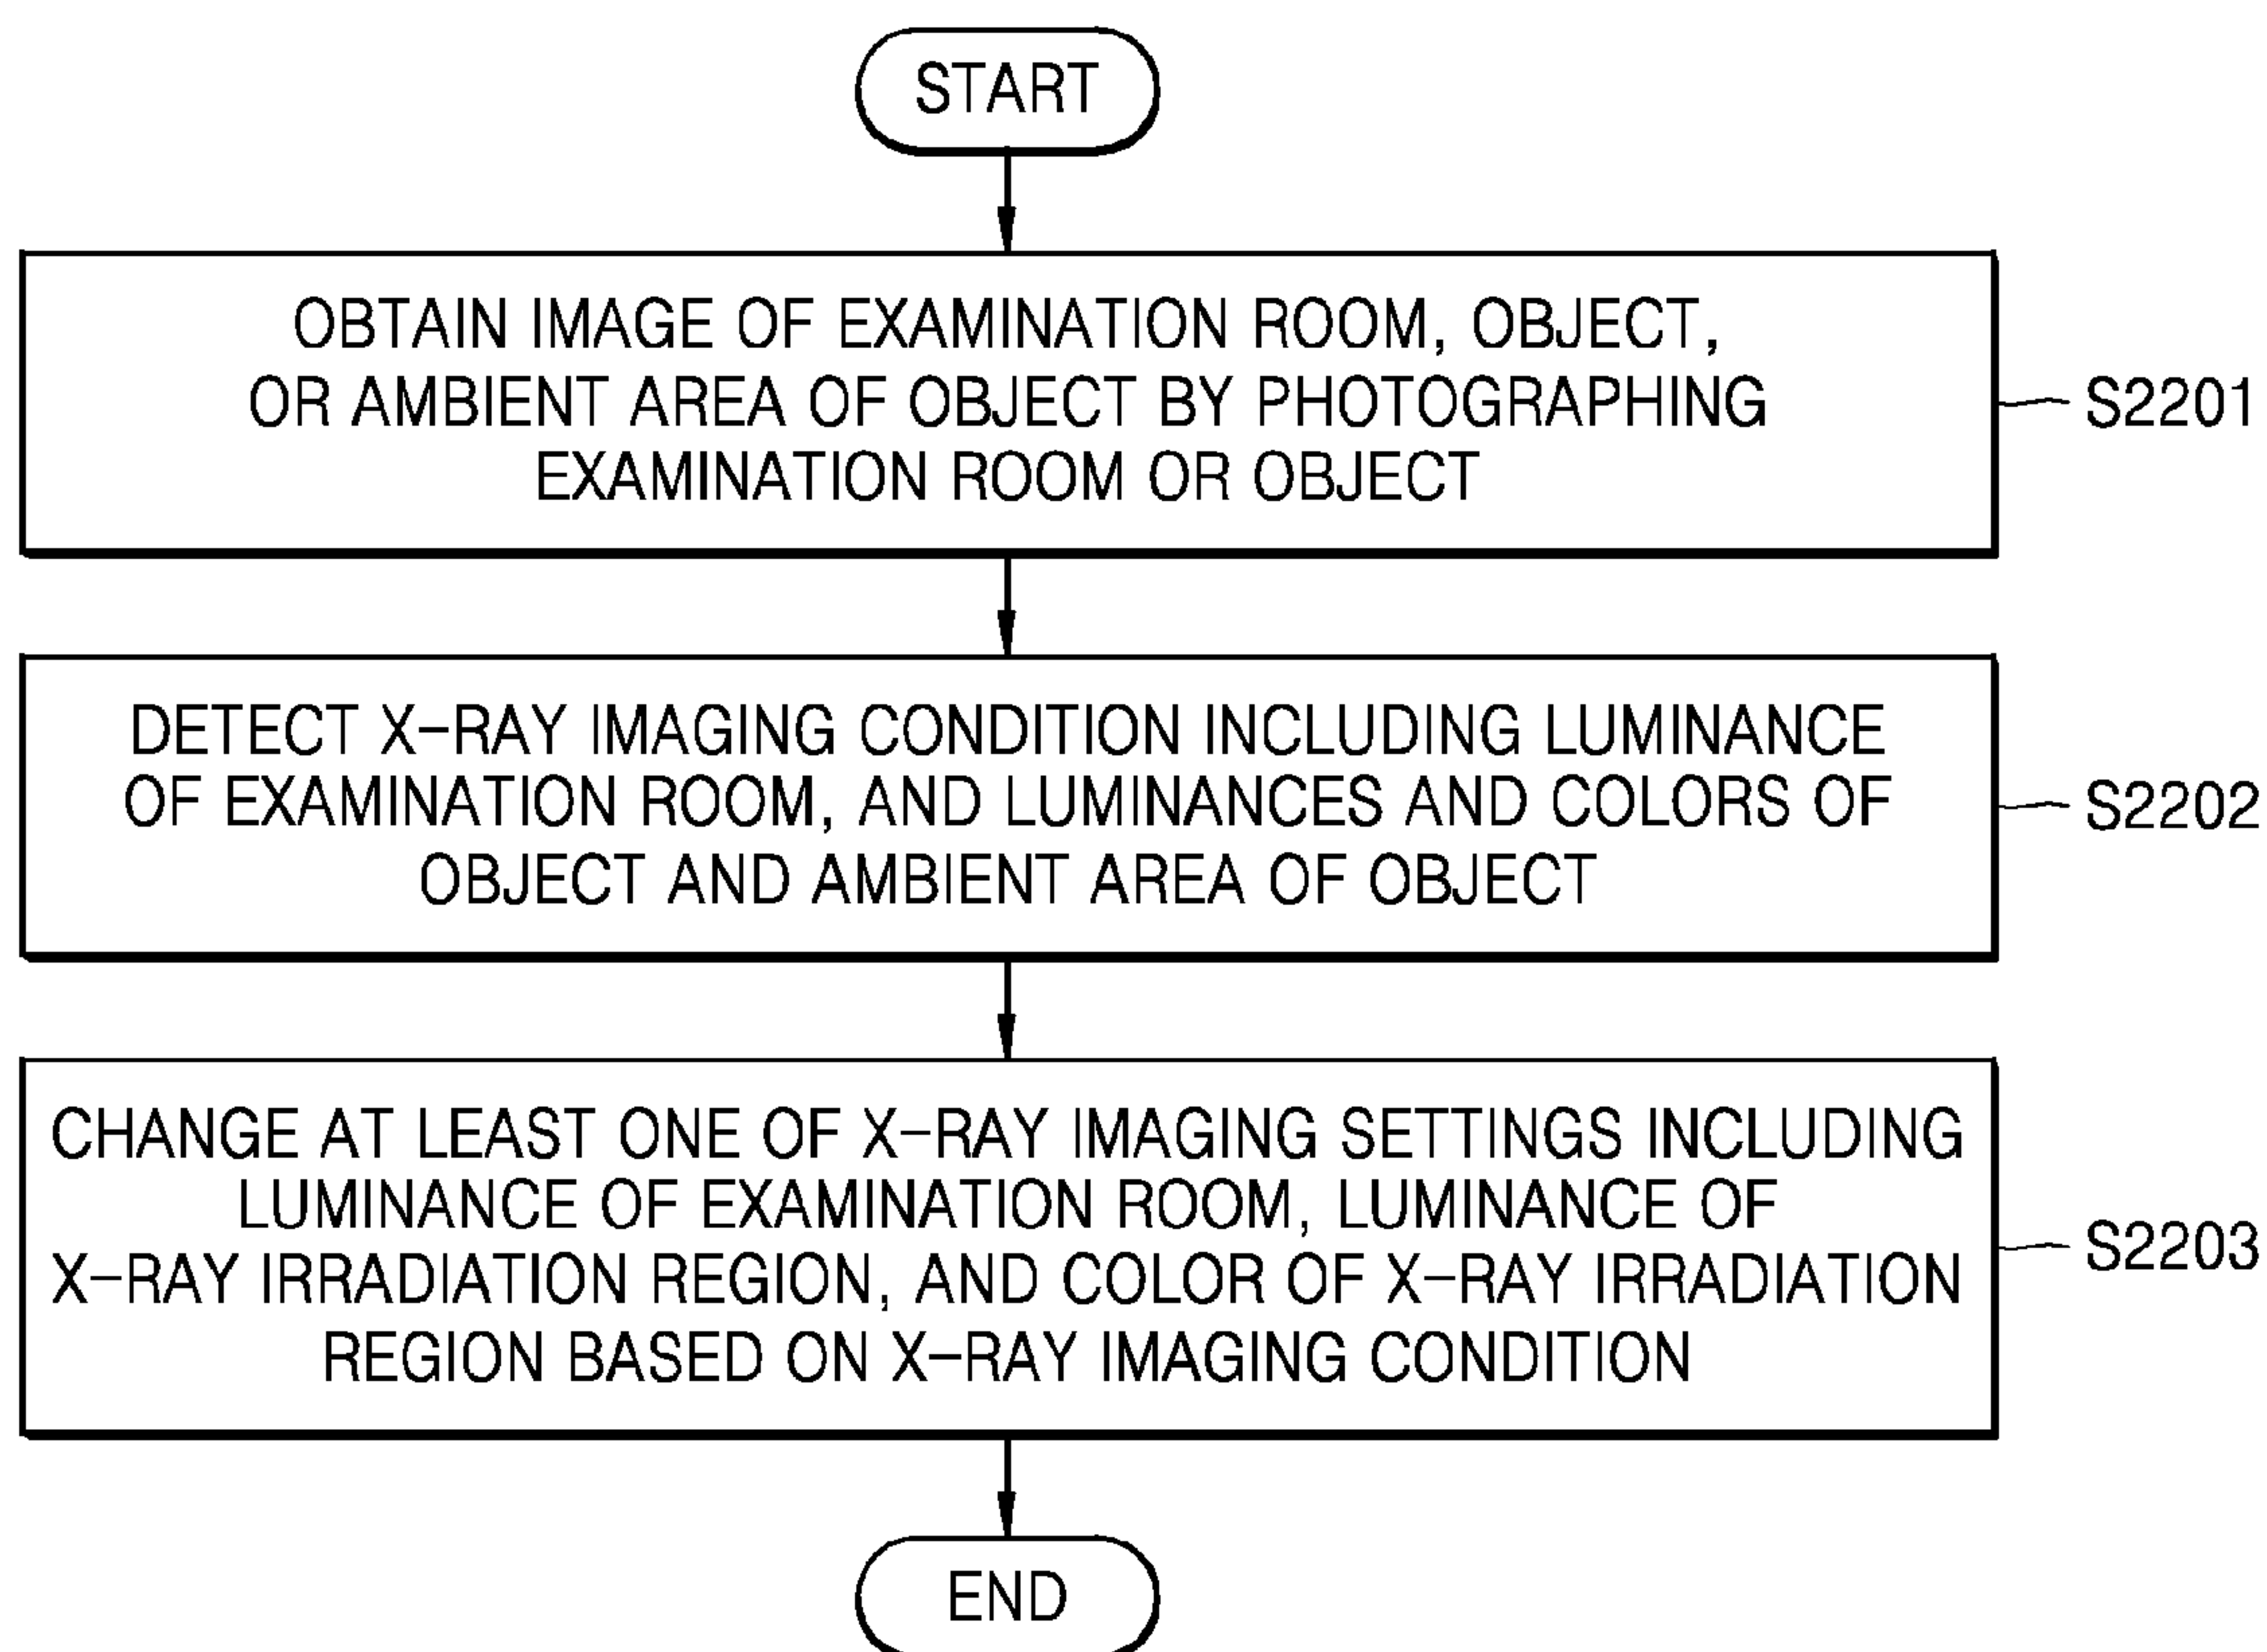 START
OBTAIN IMAGE OF EXAMINATION ROOM, OBJECT,
OR AMBIENT AREA OF OBJECT BY PHOTOGRAPHING
EXAMINATION ROOM OR OBJECT
S2201
DETECT X-RAY IMAGING CONDITION INCLUDING LUMINANCE
OF EXAMINATION ROOM, AND LUMINANCES AND COLORS OF
OBJECT AND AMBIENT AREA OF OBJECT
S2202
CHANGE AT LEAST ONE OF X-RAY IMAGING SETTINGS INCLUDING
LUMINANCE OF EXAMINATION ROOM, LUMINANCE OF
X-RAY IRRADIATION REGION, AND COLOR OF X-RAY IRRADIATION
REGION BASED ON X-RAY IMAGING CONDITION
S2203
END